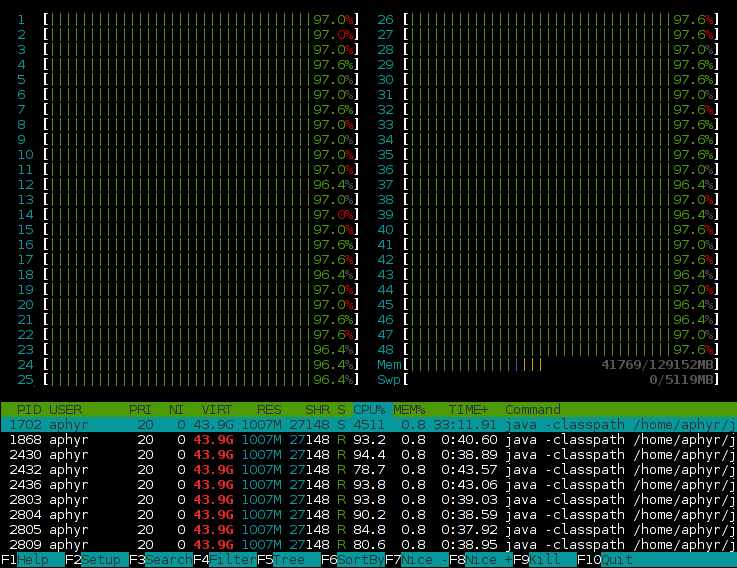 1 [97.0%] 26 [97.6%]
2 [97.0%] 27 [97.6%]
3 [97.0%] 28 [97.6%]
4 [97.6%] 29 [97.6%]
5 [97.0%] 30 [97.6%]
6 [97.0%] 31 [97.0%]
7 [97.6%] 32 [97.6%]
8 [97.0%] 33 [97.6%]
9 [97.0%] 34 [97.6%]
10 [97.0%] 35 [97.6%]
11 [97.0%] 36 [97.6%]
12 [96.4%] 37 [96.4%]
13 [97.0%] 38 [97.0%]
14 [97.0%] 39 [96.4%]
15 [97.0%] 40 [97.6%]
16 [97.6%] 41 [97.6%]
17 [97.6%] 42 [97.6%]
18 [96.4%] 43 [96.4%]
19 [97.0%] 44 [97.0%]
20 [97.0%] 45 [97.6%]
21 [97.6%] 46 [96.4%]
22 [97.6%] 47 [97.0%]
23 [96.4%] 48 [97.6%]
24 [96.4%] Mem[41769/129152MB]
25 [96.4%] Swp[0/5119MB]
PID USER PRI NI VIRT RES SHR S CPU% MEM% TIME+ Command
1702 aphyr 20 0 43.9G 1007M 27148 S 4511 0.8 33:11.91 java -classpath /home/aphyr/j
1868 aphyr 20 0 43.9G 1007M 27148 R 93.2 0.8 0:40.60 java -classpath /home/aphyr/j
2430 aphyr 20 0 43.9G 1007M 27148 R 94.4 0.8 0:38.89 java -classpath /home/aphyr/j
2432 aphyr 20 0 43.9G 1007M 27148 R 78.7 0.8 0:43.57 java -classpath /home/aphyr/j
2436 aphyr 20 0 43.9G 1007M 27148 R 93.8 0.8 0:43.06 java -classpath /home/aphyr/j
2803 aphyr 20 0 43.9G 1007M 27148 R 93.8 0.8 0:39.03 java -classpath /home/aphyr/j
2804 aphyr 20 0 43.9G 1007M 27148 R 90.2 0.8 0:38.59 java -classpath /home/aphyr/j
2805 aphyr 20 0 43.9G 1007M 27148 R 84.8 0.8 0:37.92 java -classpath /home/aphyr/j
2809 aphyr 20 0 43.9G 1007M 27148 R 80.6 0.8 0:38.95 java -classpath /home/aphyr/j
F1Help F2Setup F3SearchF4FilterF5Tree F6SortByF7Nice -F8Nice +F9Kill F10Quit